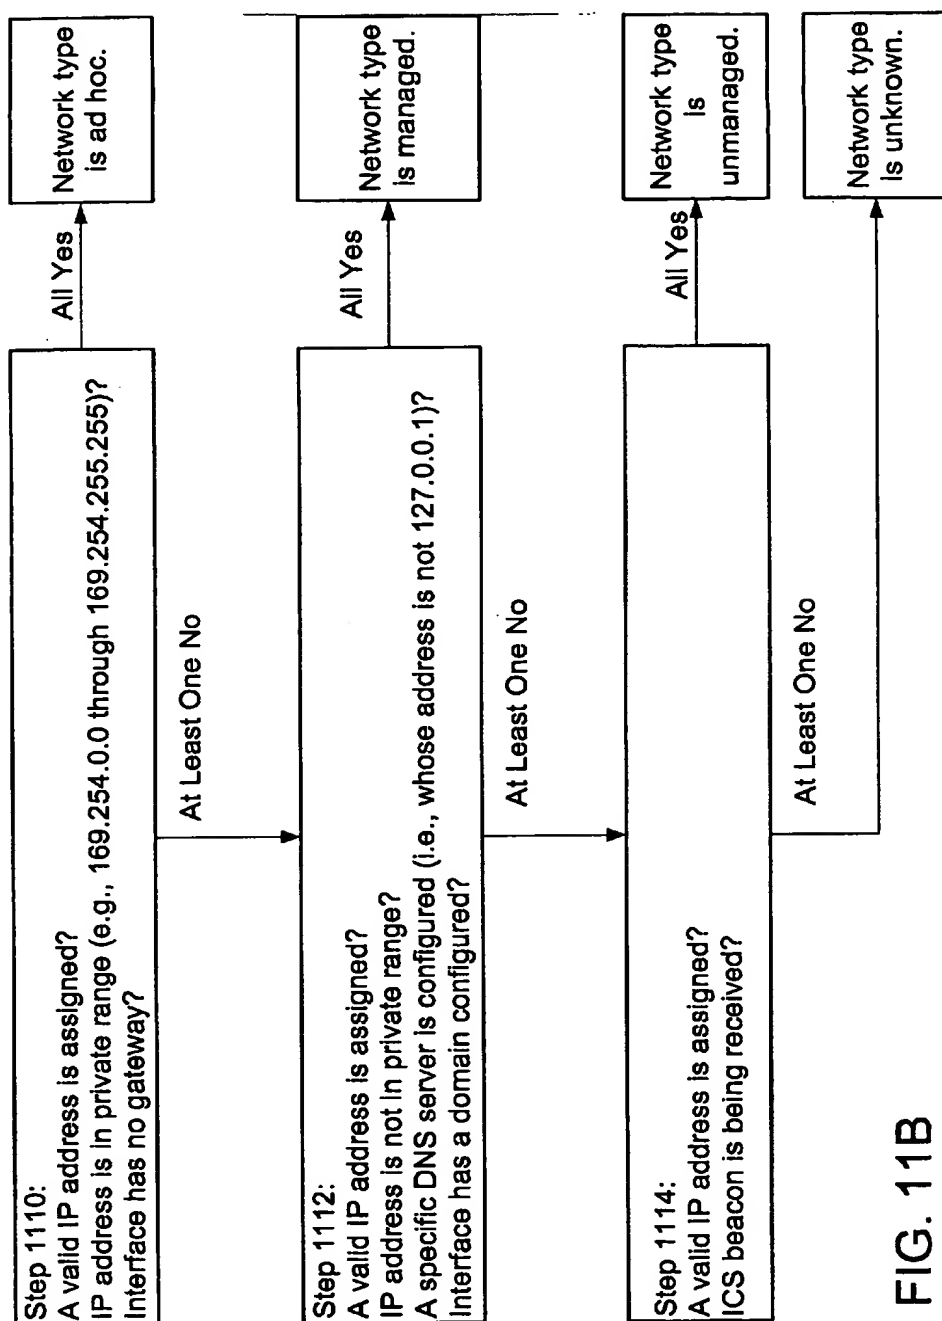 Step 1110:
A valid IP address is assigned?
IP address is in private range (e.g., 169.254.0.0 through 169.254.255.255)?
Interface has no gateway?
All Yes
Network type
is ad hoc.
At Least One No
Step 1112:
A valid IP address is assigned?
IP address is not in private range?
A specific DNS server is configured (i.e., whose address is not 127.0.0.1)?
Interface has a domain configured?
All Yes
Network type
is managed.
At Least One No
Step 1114:
A valid IP address is assigned?
ICS beacon is being received?
All Yes
Network type
is
unmanaged.
At Least One No
Network type
is unknown.
FIG. 11B